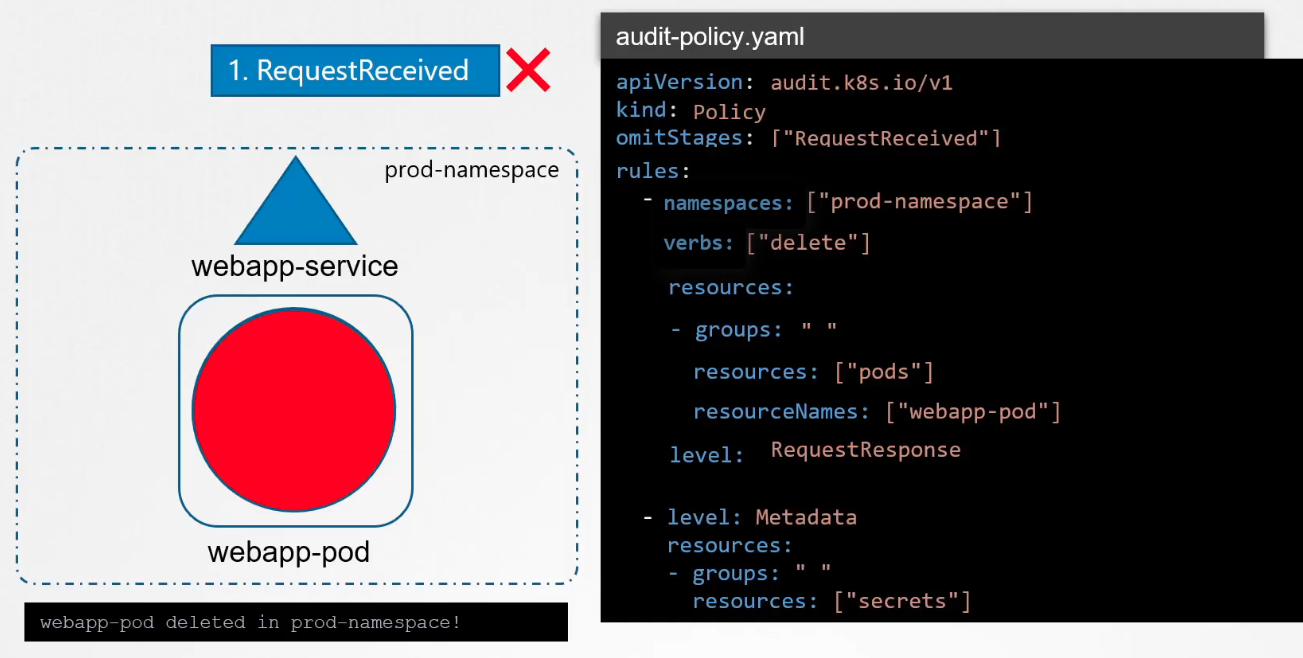 1. RequestReceived
prod-namespace
webapp-service
webapp-pod
webapp-pod deleted in prod-namespace!
audit-policy.yaml
apiVersion: audit.k8s.io/v1
kind: Policy
omitStages: ["RequestReceived"]
rules:
- namespaces: ["prod-namespace"]
verbs: ["delete"]
resources:
- groups: " "
resources: ["pods"]
resourceNames: ["webapp-pod"]
level: RequestResponse
- level: Metadata
resources:
- groups: " "
resources: ["secrets"]